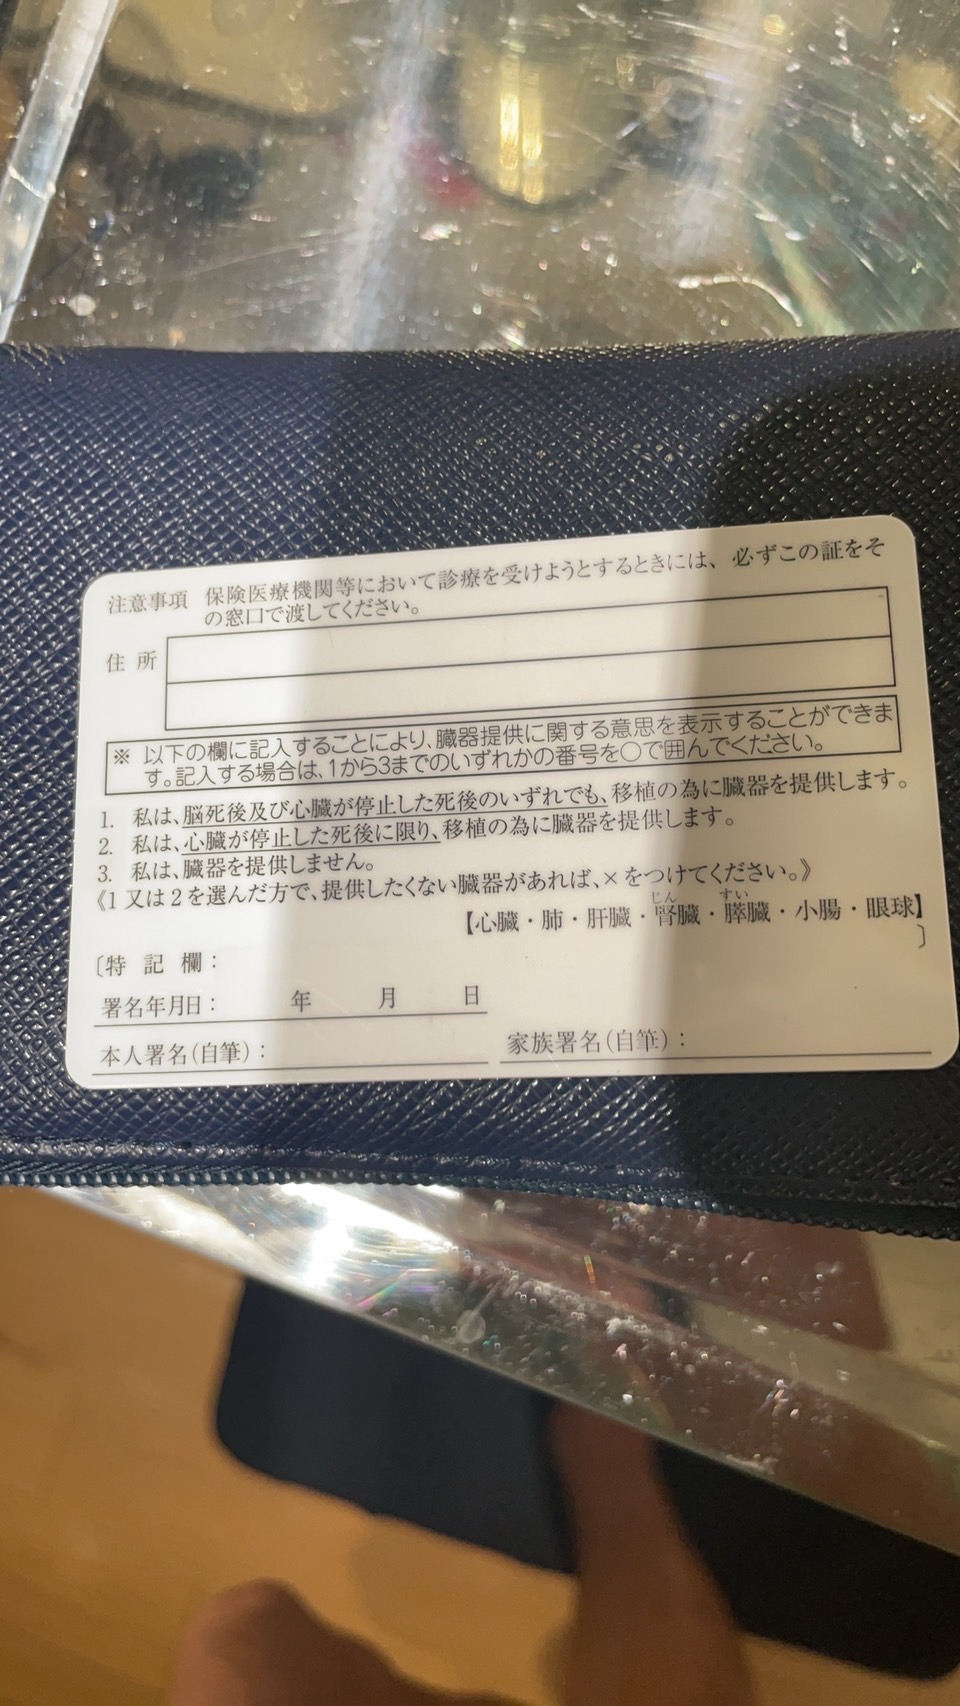 注意事項　保険医療機関等において診療を受けようとするときには、必ずこの証をそ
の窓口で渡してください。
住所
※ 以下の欄に記入することにより、臓器提供に関する意思を表示することができま
す。記入する場合は、1から3までのいずれかの番号を○で囲んでください。
1. 私は、脳死後及び心臓が停止した死後のいずれでも、移植の為に臓器を提供します。
2. 私は、心臓が停止した死後に限り、移植の為に臓器を提供します。
3. 私は、臓器を提供しません。
《1又は2を選んだ方で、提供したくない臓器があれば、×をつけてください。》
じん　すい
【心臓・肺・肝臓・腎臓・膵臓・小腸・眼球】
〔特記欄：　〕
署名年月日：　年　月　日
本人署名(自筆)：　家族署名(自筆)：